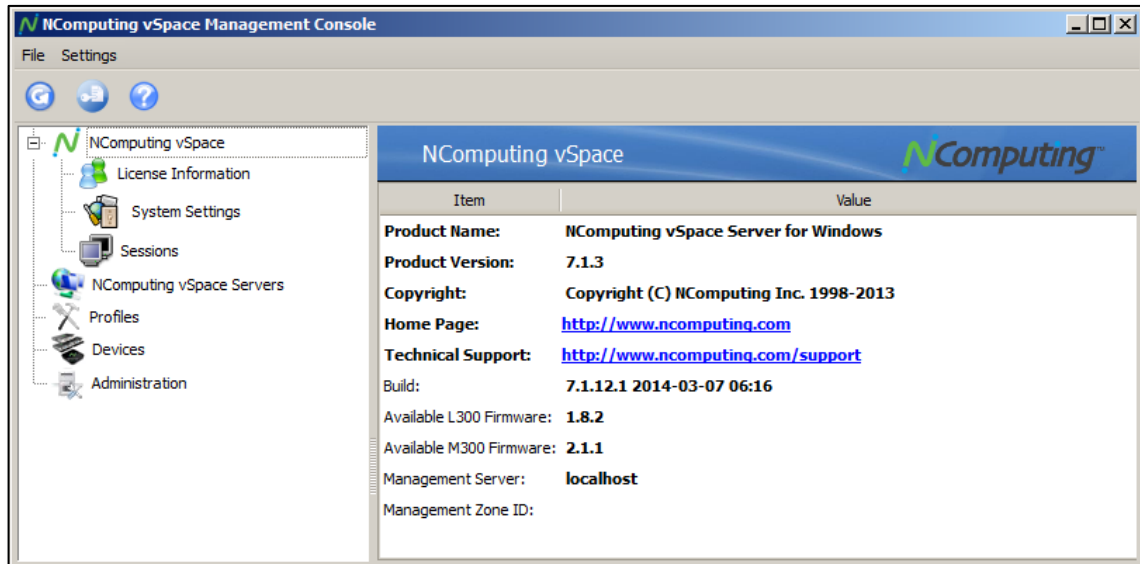 NComputing vSpace Management Console
File Settings
NComputing vSpace
License Information
System Settings
Sessions
NComputing vSpace Servers
Profiles
Devices
Administration
NComputing vSpace
NComputing™
Item Value
Product Name: NComputing vSpace Server for Windows
Product Version: 7.1.3
Copyright: Copyright (C) NComputing Inc. 1998-2013
Home Page: http://www.ncomputing.com
Technical Support: http://www.ncomputing.com/support
Build: 7.1.12.1 2014-03-07 06:16
Available L300 Firmware: 1.8.2
Available M300 Firmware: 2.1.1
Management Server: localhost
Management Zone ID: